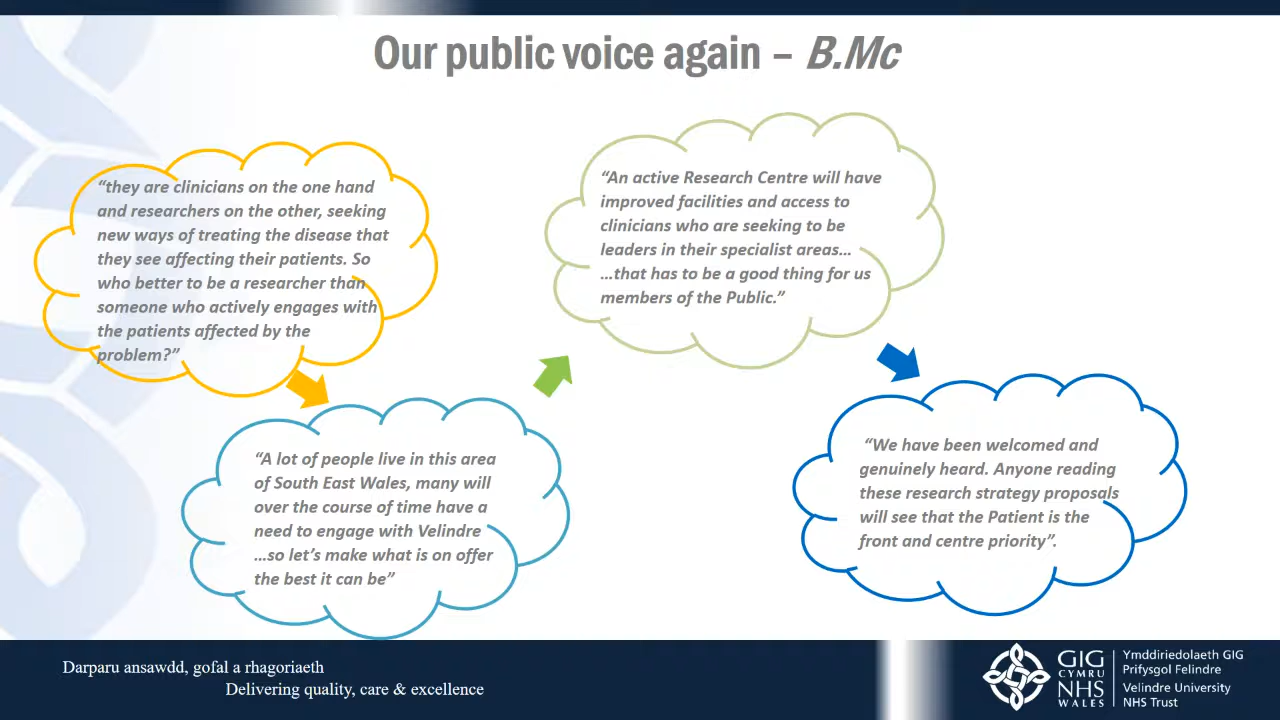 Our public voice again – B.Mc
“they are clinicians on the one hand
and researchers on the other, seeking
new ways of treating the disease that
they see affecting their patients. So
who better to be a researcher than
someone who actively engages with
the patients affected by the
problem?”
“A lot of people live in this area
of South East Wales, many will
over the course of time have a
need to engage with Velindre
…so let’s make what is on offer
the best it can be”
“An active Research Centre will have
improved facilities and access to
clinicians who are seeking to be
leaders in their specialist areas…
…that has to be a good thing for us
members of the Public.”
“We have been welcomed and
genuinely heard. Anyone reading
these research strategy proposals
will see that the Patient is the
front and centre priority”.
Darparu ansawdd, gofal a rhagoriaeth
Delivering quality, care & excellence
GIG
CYMRU
NHS
WALES
Ymddiriedolaeth GIG
Prifysgol Felindre
Velindre University
NHS Trust